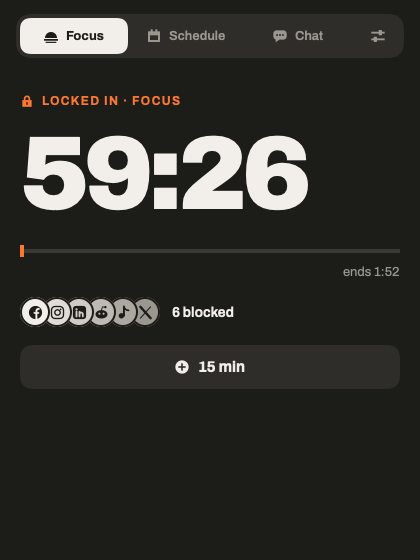 Focus
Schedule
Chat
LOCKED IN · FOCUS
59:26
ends 1:52
6 blocked
15 min